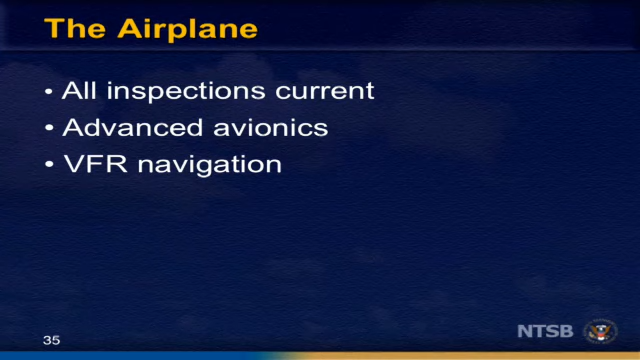 The Airplane
• All inspections current
• Advanced avionics
• VFR navigation
35
NTSB